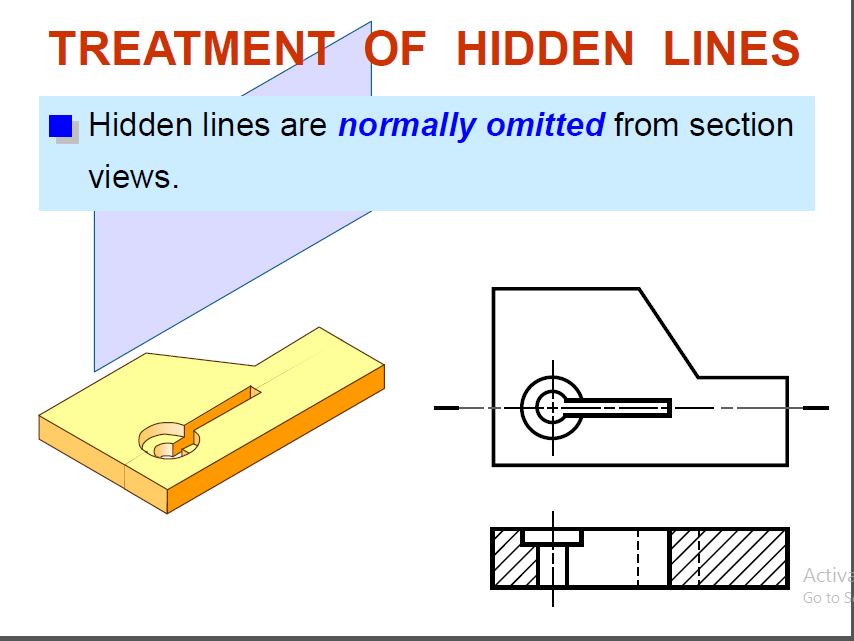 TREATMENT OF HIDDEN LINES
Hidden lines are normally omitted from section
views.
Activa
Go to S